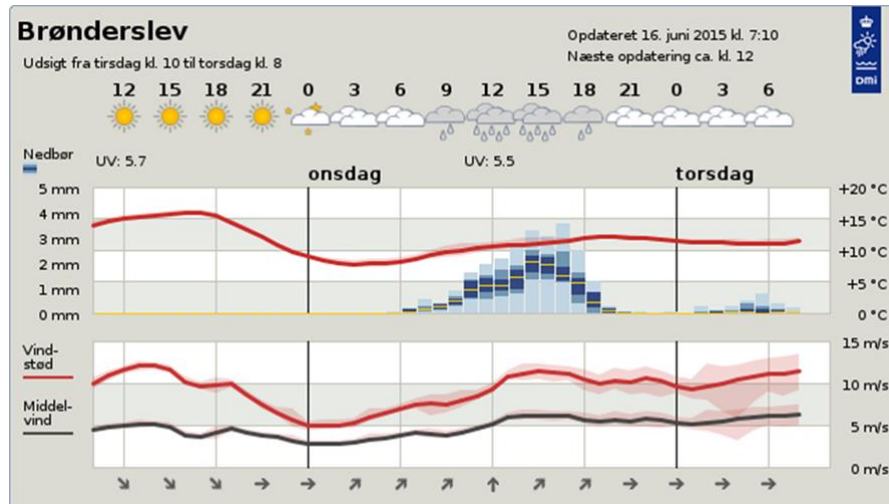 Brønderslev
Opdateret 16. juni 2015 kl. 7:10
Udsigt fra tirsdag kl. 10 til torsdag kl. 8
Næste opdatering ca. kl. 12
DMI
12 15 18 21 0 3 6 9 12 15 18 21 0 3 6
Nedbør
UV: 5.7
UV: 5.5
onsdag
torsdag
5 mm
+20 °C
4 mm
+15 °C
3 mm
+10 °C
2 mm
1 mm
+5 °C
0 mm
0 °C
Vind-
stød
15 m/s
10 m/s
Middel-
vind
5 m/s
0 m/s